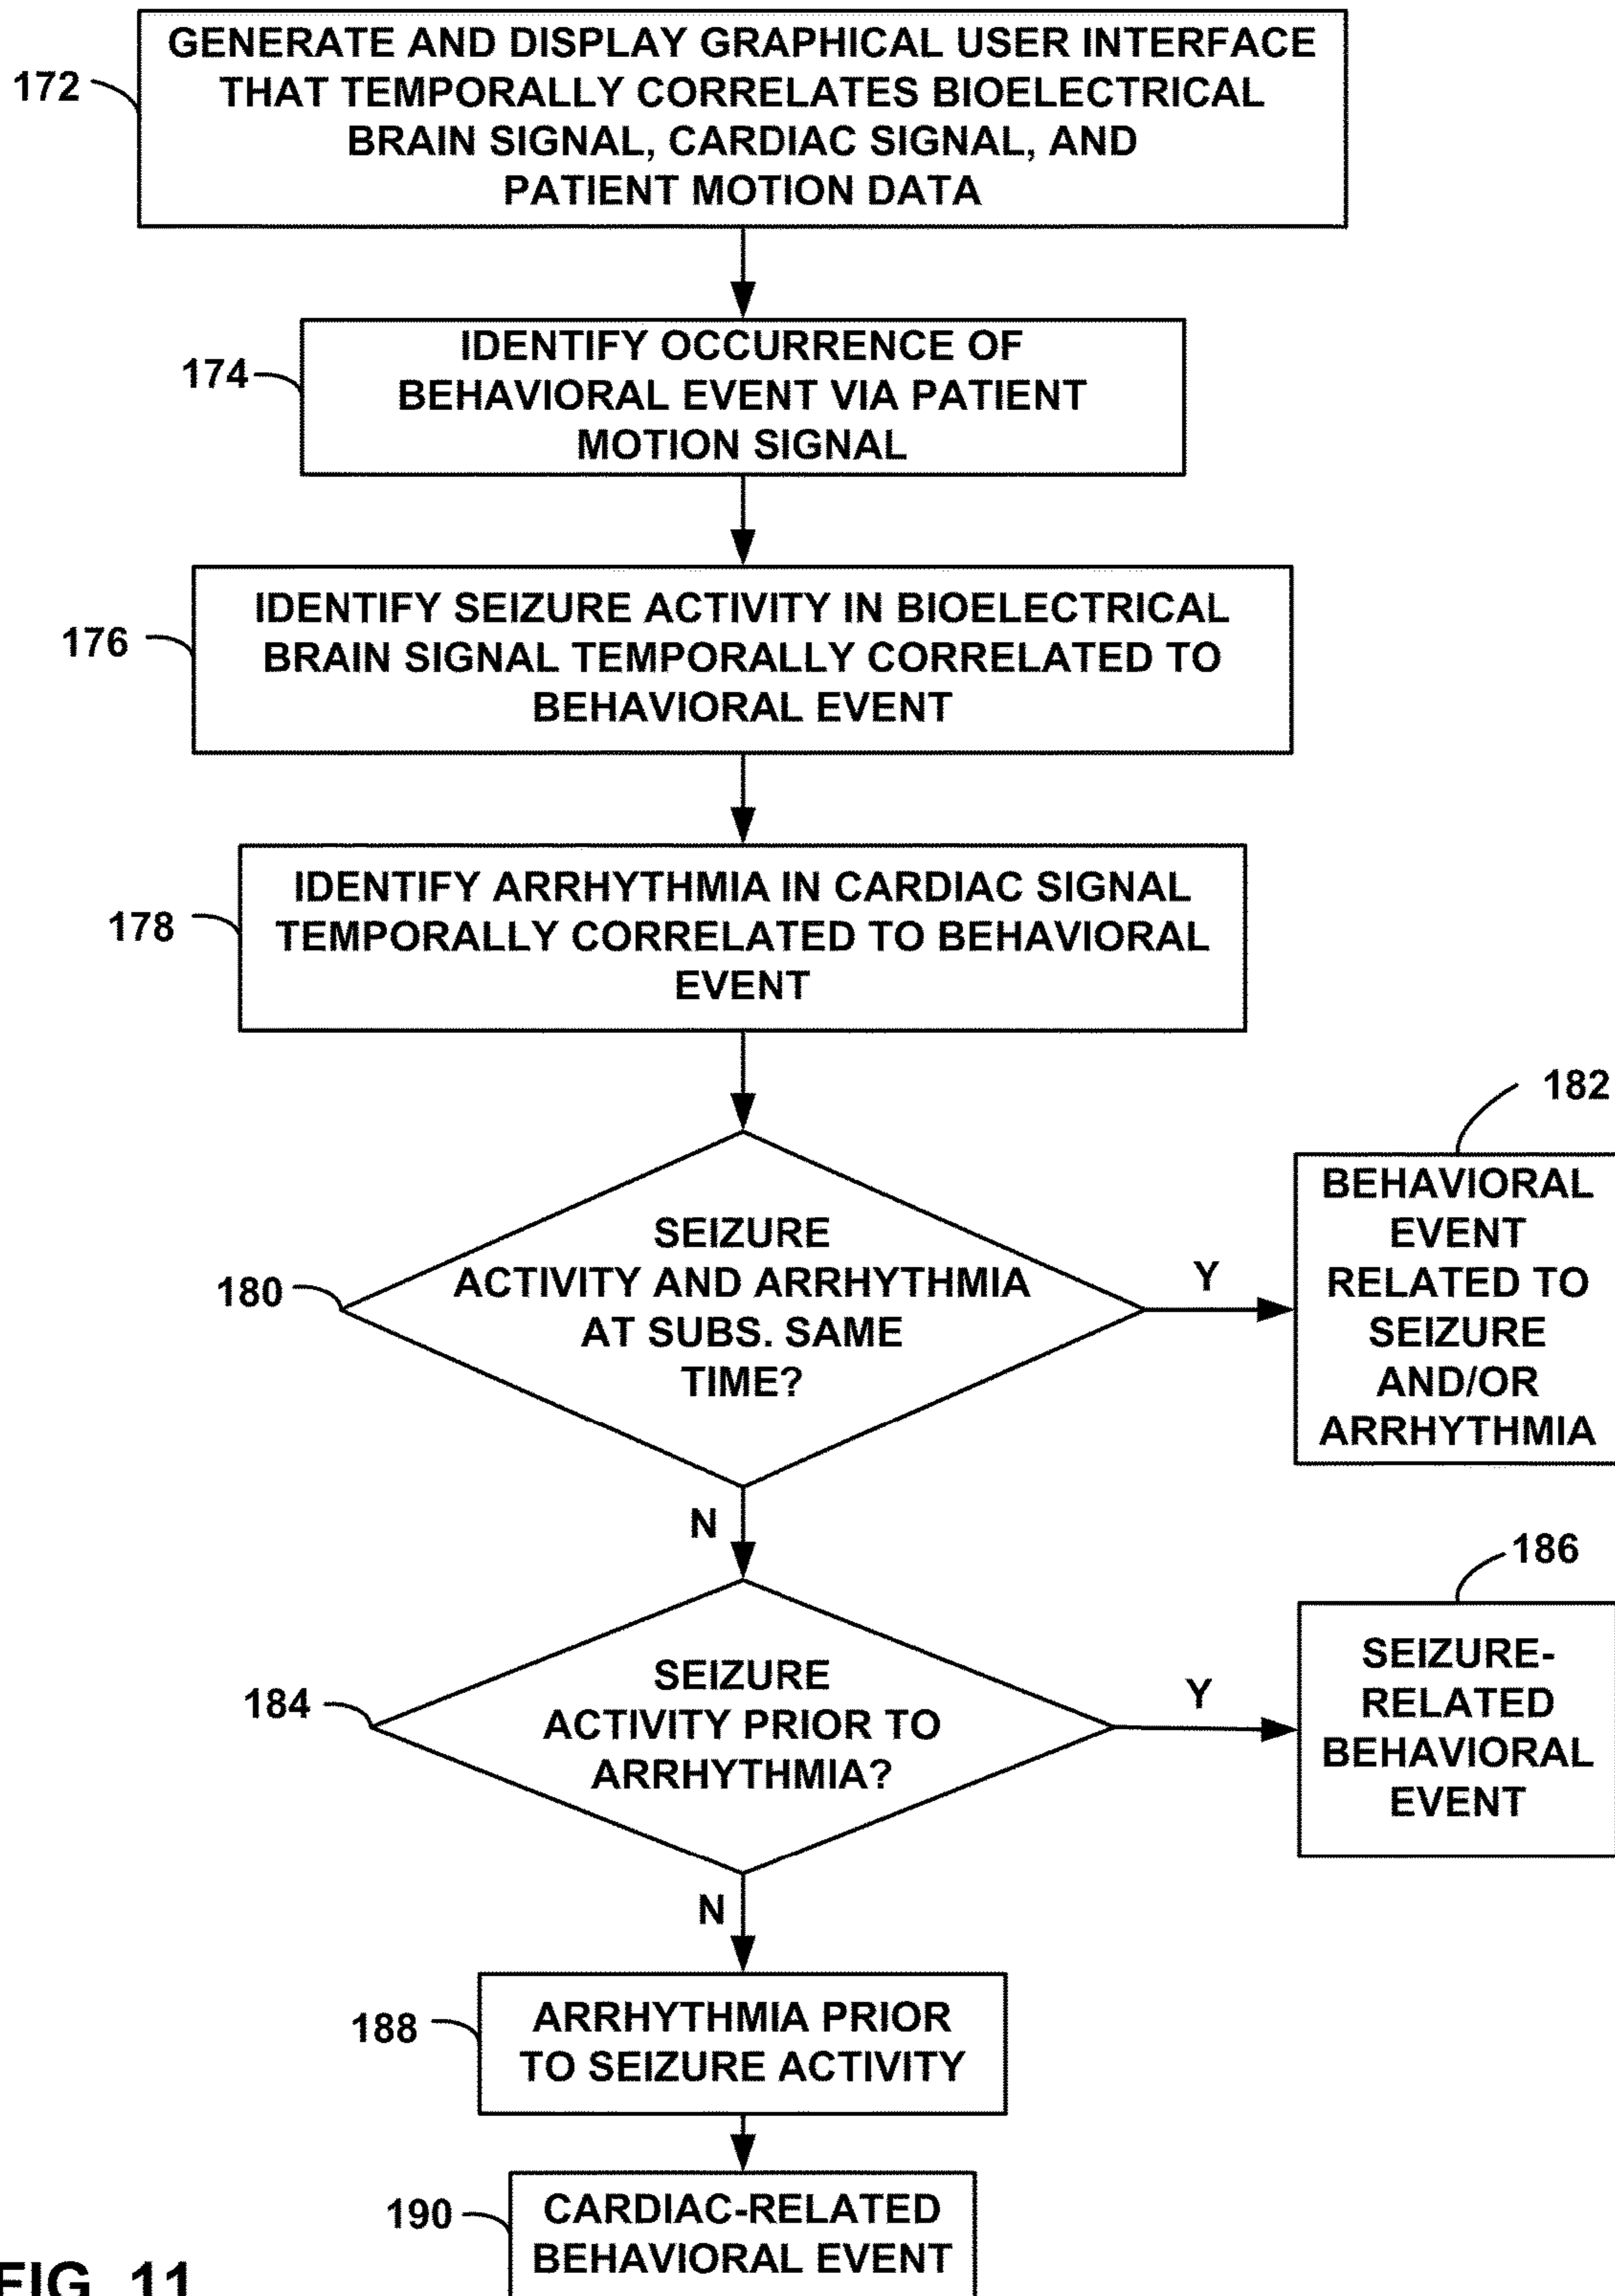 GENERATE AND DISPLAY GRAPHICAL USER INTERFACE
THAT TEMPORALLY CORRELATES BIOELECTRICAL
BRAIN SIGNAL, CARDIAC SIGNAL, AND
PATIENT MOTION DATA
172
IDENTIFY OCCURRENCE OF
BEHAVIORAL EVENT VIA PATIENT
MOTION SIGNAL
174
IDENTIFY SEIZURE ACTIVITY IN BIOELECTRICAL
BRAIN SIGNAL TEMPORALLY CORRELATED TO
BEHAVIORAL EVENT
176
IDENTIFY ARRHYTHMIA IN CARDIAC SIGNAL
TEMPORALLY CORRELATED TO BEHAVIORAL
EVENT
178
SEIZURE
ACTIVITY AND ARRHYTHMIA
AT SUBS. SAME
TIME?
180
Y
182
BEHAVIORAL
EVENT
RELATED TO
SEIZURE
AND/OR
ARRHYTHMIA
N
SEIZURE
ACTIVITY PRIOR TO
ARRHYTHMIA?
184
Y
186
SEIZURE-
RELATED
BEHAVIORAL
EVENT
N
ARRHYTHMIA PRIOR
TO SEIZURE ACTIVITY
188
CARDIAC-RELATED
BEHAVIORAL EVENT
190
FIG. 11